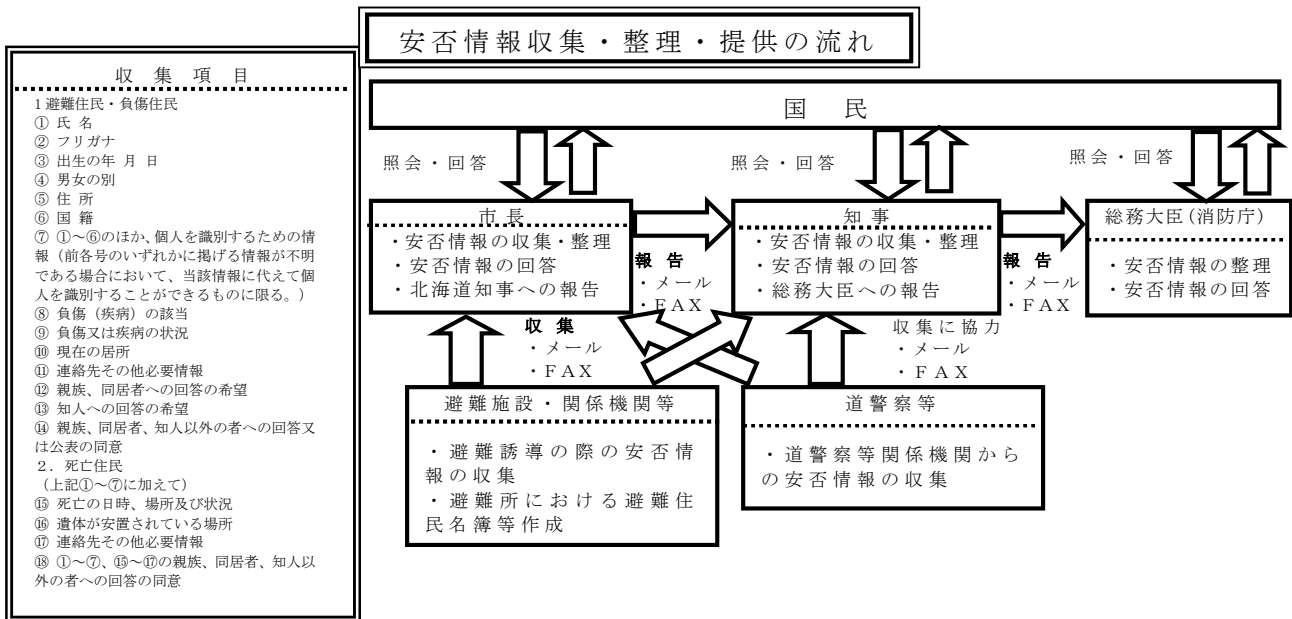 安否情報収集・整理・提供の流れ
収集項目
1避難住民・負傷住民
① 氏 名
② フリガナ
③ 出生の年 月 日
④ 男女の別
⑤ 住 所
⑥ 国 籍
⑦ ①～⑥のほか、個人を識別するための情
報（前各号のいずれかに掲げる情報が不明
である場合において、当該情報に代えて個
人を識別することができるものに限る。）
⑧ 負傷（疾病）の該当
⑨ 負傷又は疾病の状況
⑩ 現在の居所
⑪ 連絡先その他必要情報
⑫ 親族、同居者への回答の希望
⑬ 知人への回答の希望
⑭ 親族、同居者、知人以外の者への回答又
は公表の同意
２．死亡住民
（上記①～⑦に加えて）
⑮ 死亡の日時、場所及び状況
⑯ 遺体が安置されている場所
⑰ 連絡先その他必要情報
⑱ ①～⑦、⑮～⑰の親族、同居者、知人以
外の者への回答の同意
国　民
照会・回答
照会・回答
照会・回答
市長
・安否情報の収集・整理
・安否情報の回答
・北海道知事への報告
報告
・メール
・FAX
知事
・安否情報の収集・整理
・安否情報の回答
・総務大臣への報告
報告
・メール
・FAX
総務大臣(消防庁)
・安否情報の整理
・安否情報の回答
収集
・メール
・FAX
収集に協力
・メール
・FAX
避難施設・関係機関等
・避難誘導の際の安否情
報の収集
・避難所における避難住
民名簿等作成
道警察等
・道警察等関係機関から
の安否情報の収集